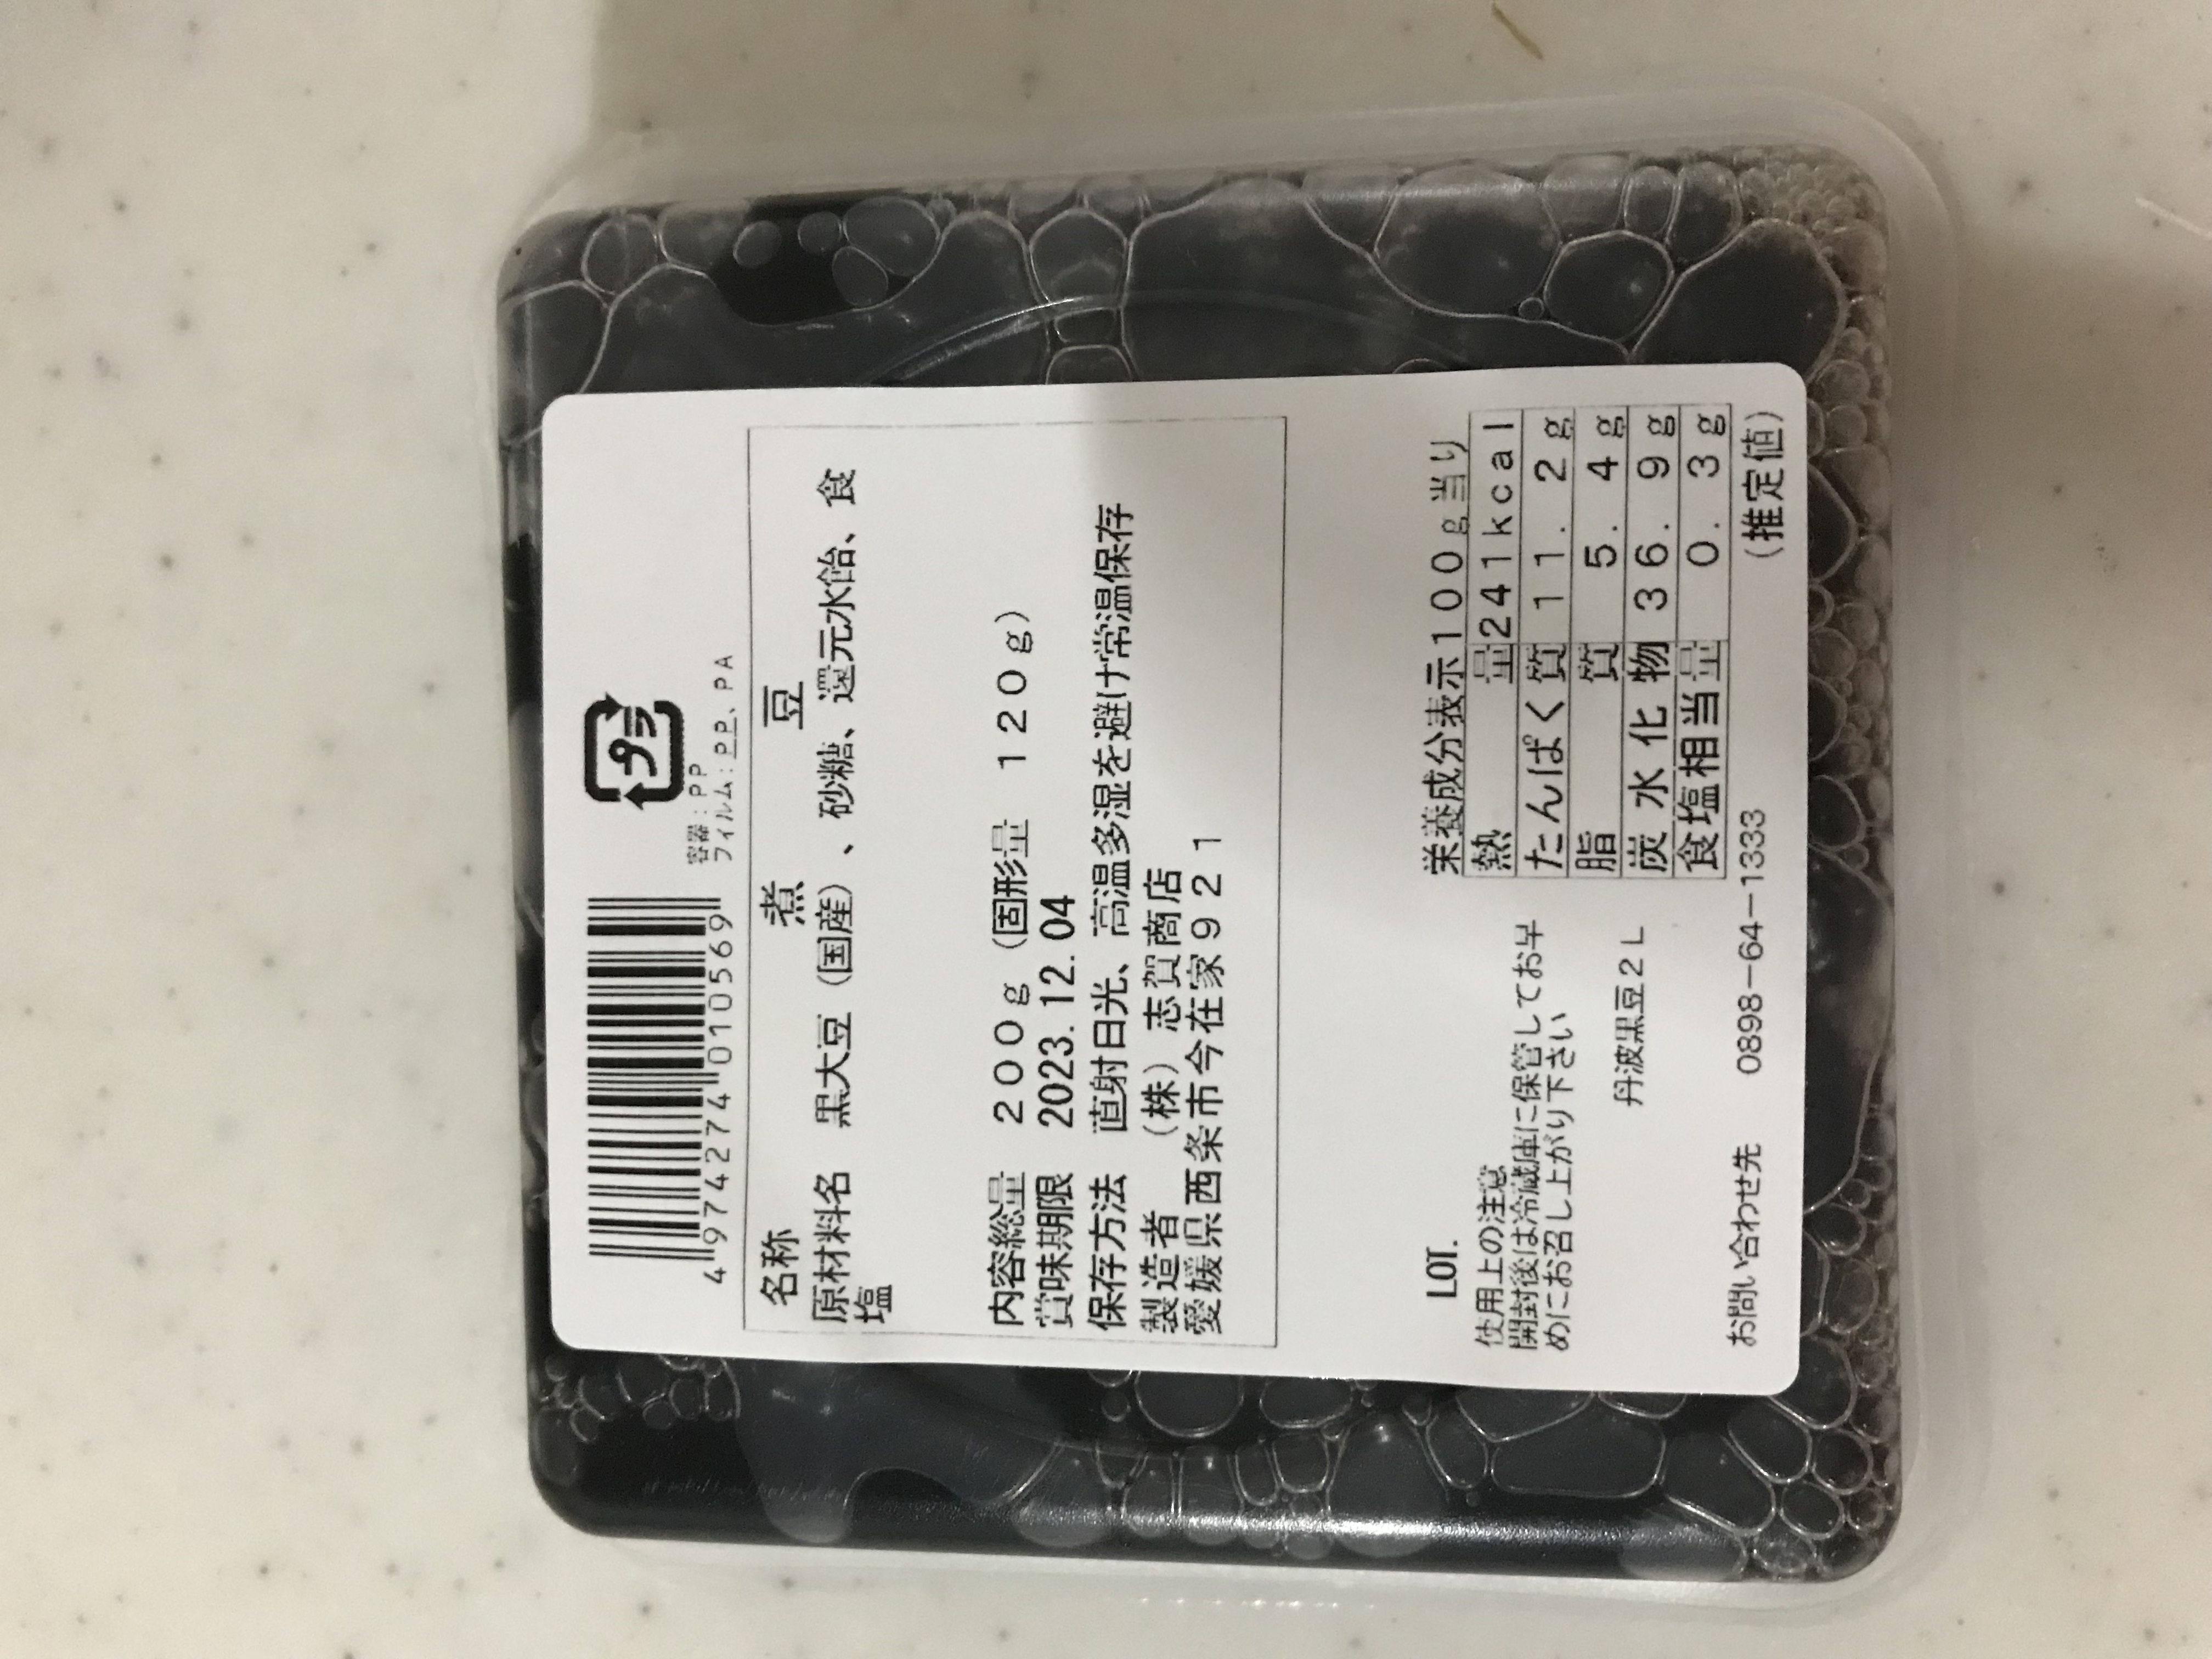 プラ
容器：PP
フィルム：PP、PA
4974274010569
名称　煮豆
原材料名　黒大豆（国産）、砂糖、還元水飴、食
塩
内容総量　２００ｇ（固形量　１２０ｇ）
賞味期限　2023.12.04
保存方法　直射日光、高温多湿を避け常温保存
製造者　（株）志賀商店
愛媛県西条市今在家９２１
LOT.
使用上の注意
開封後は冷蔵庫に保管してお早
めにお召し上がり下さい
丹波黒豆２Ｌ
お問い合わせ先　0898−64−1333
栄養成分表示１００ｇ当り
熱量　241kcal
たんぱく質　１１．２ｇ
脂質　５．４ｇ
炭水化物　３６．９ｇ
食塩相当量　０．３ｇ
（推定値）